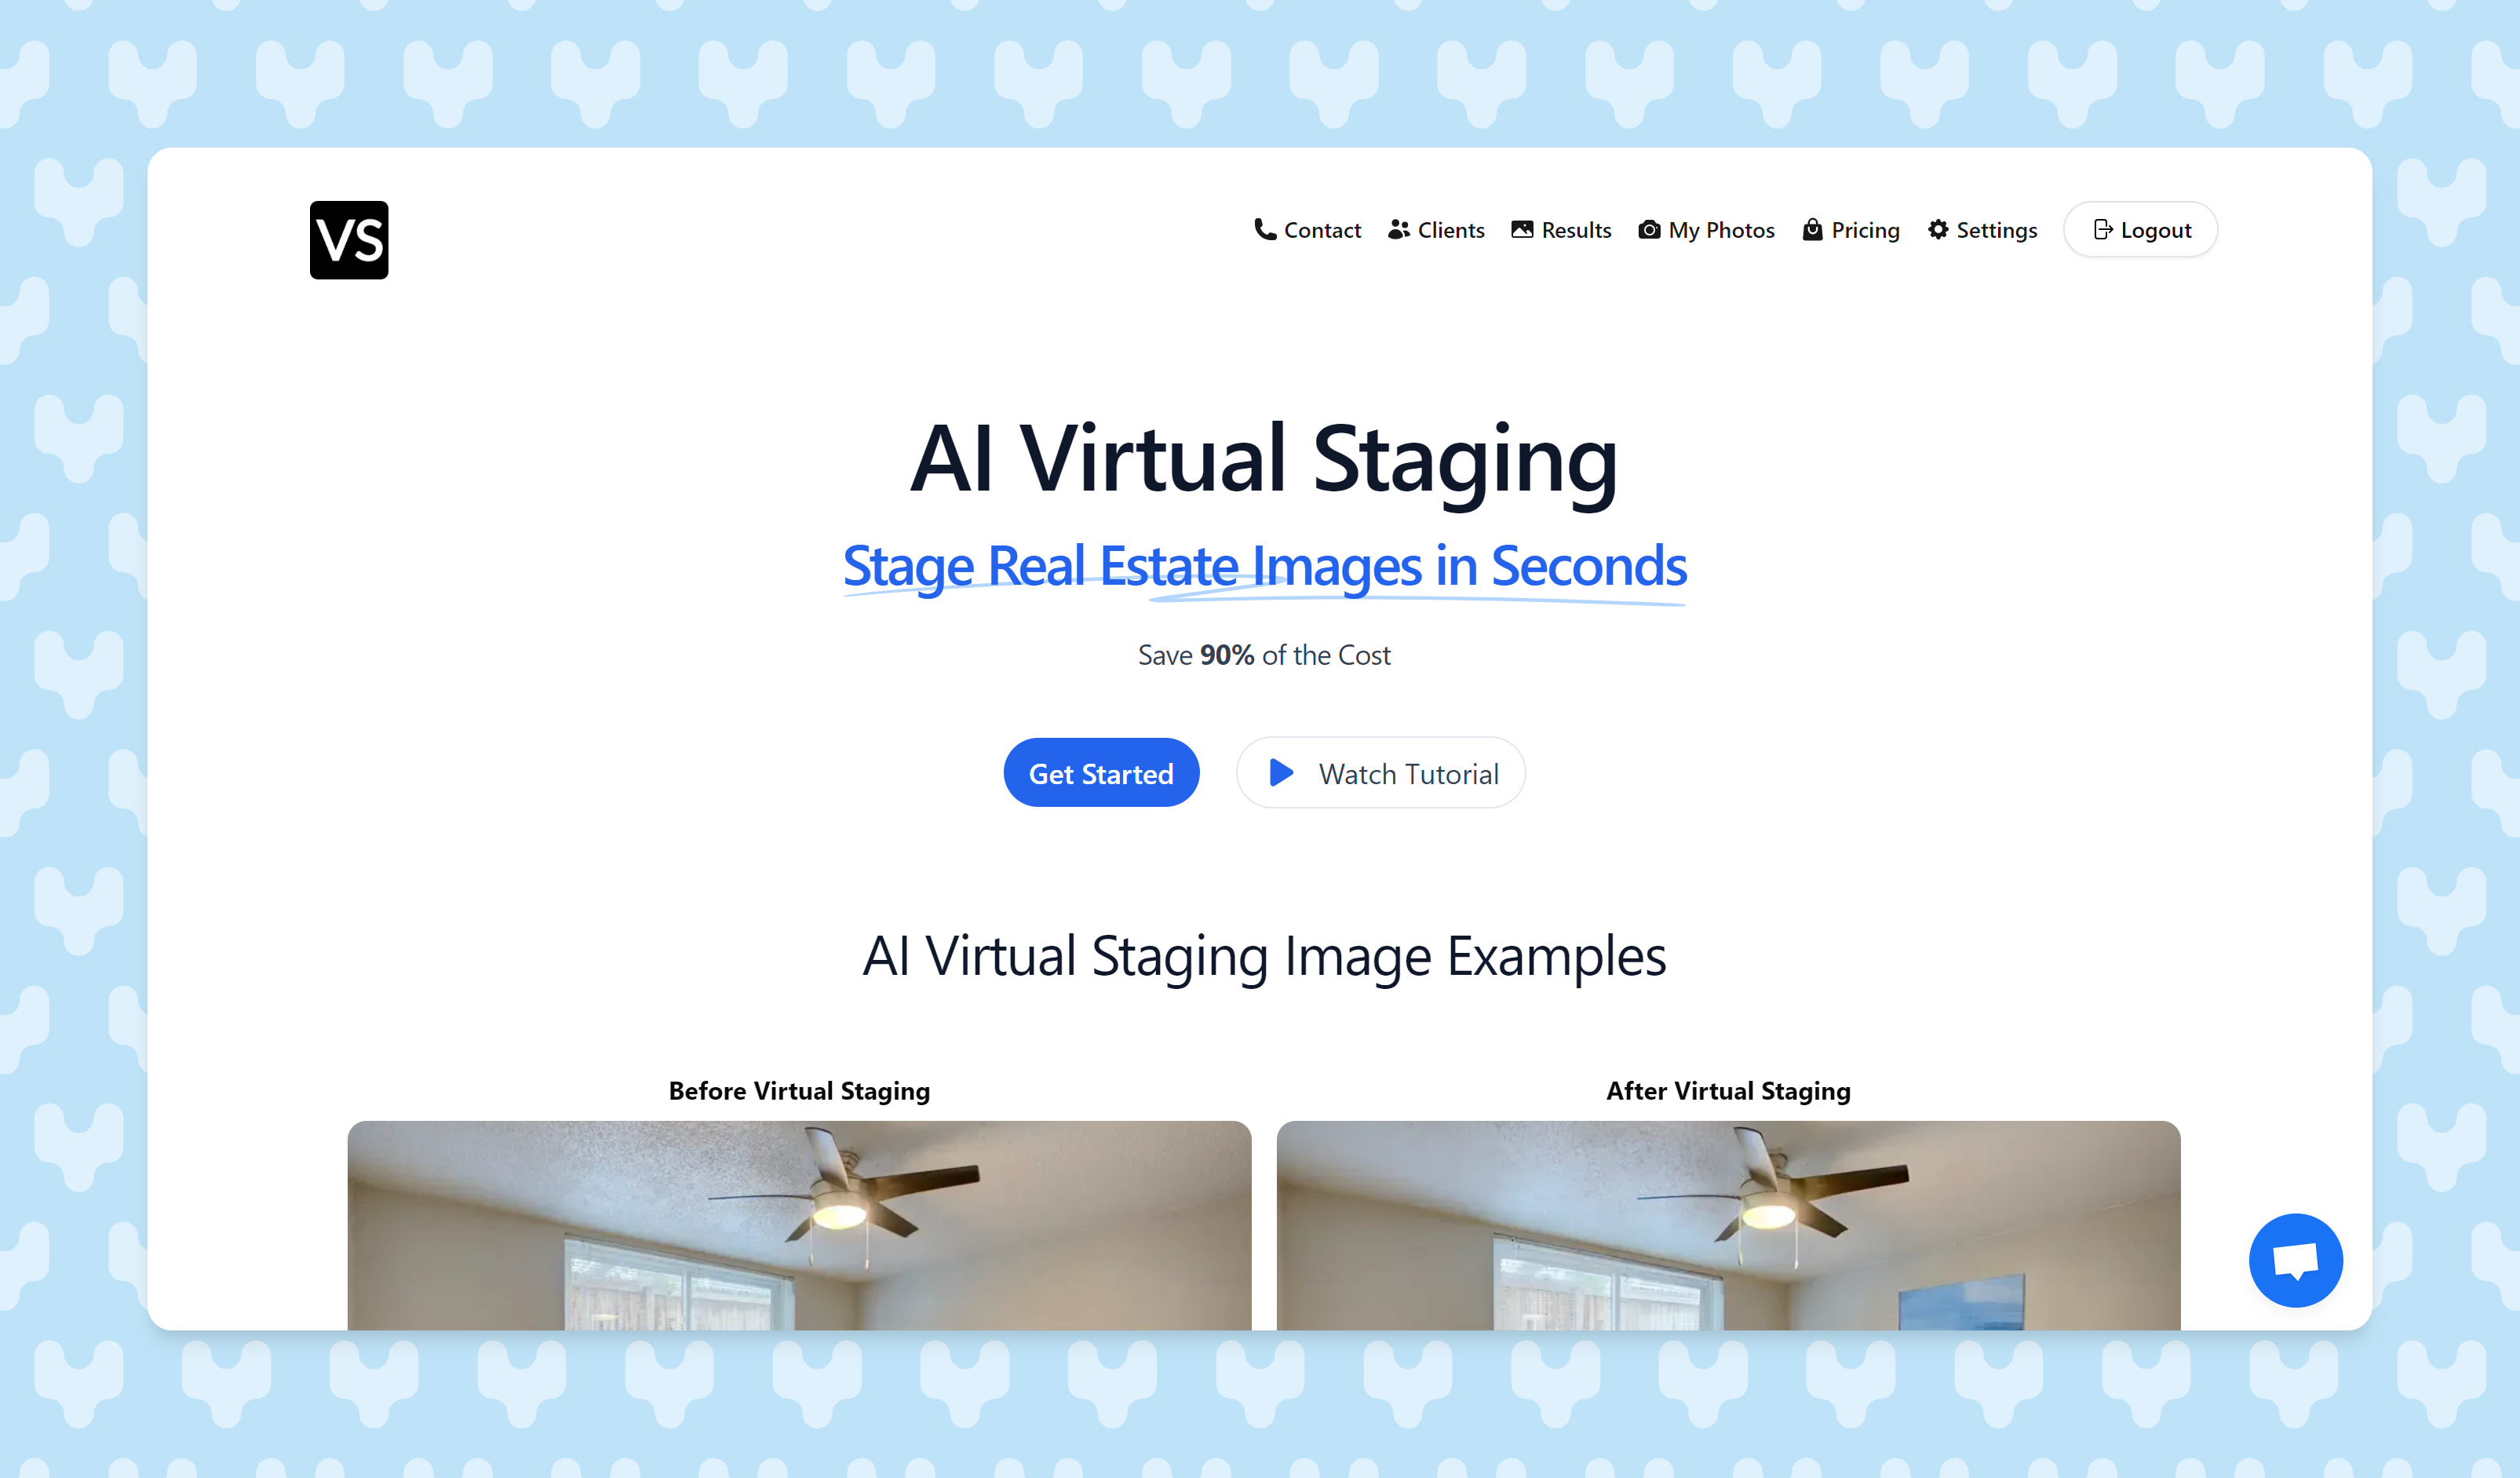 VS
Contact Clients Results My Photos Pricing Settings Logout
AI Virtual Staging
Stage Real Estate Images in Seconds
Save 90% of the Cost
Get Started Watch Tutorial
AI Virtual Staging Image Examples
Before Virtual Staging After Virtual Staging